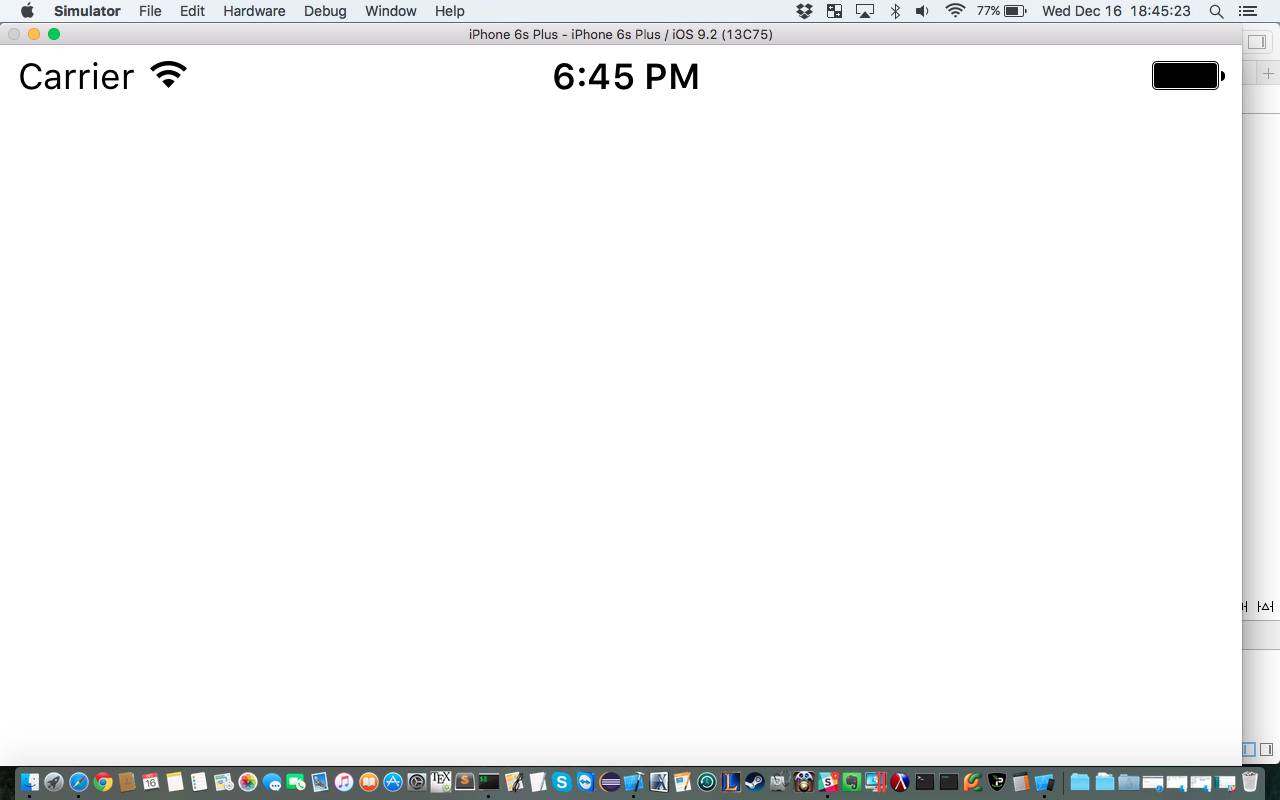 Simulator File Edit Hardware Debug Window Help 77% Wed Dec 16 18:45:23
iPhone 6s Plus - iPhone 6s Plus / iOS 9.2 (13C75)
Carrier 6:45 PM
16